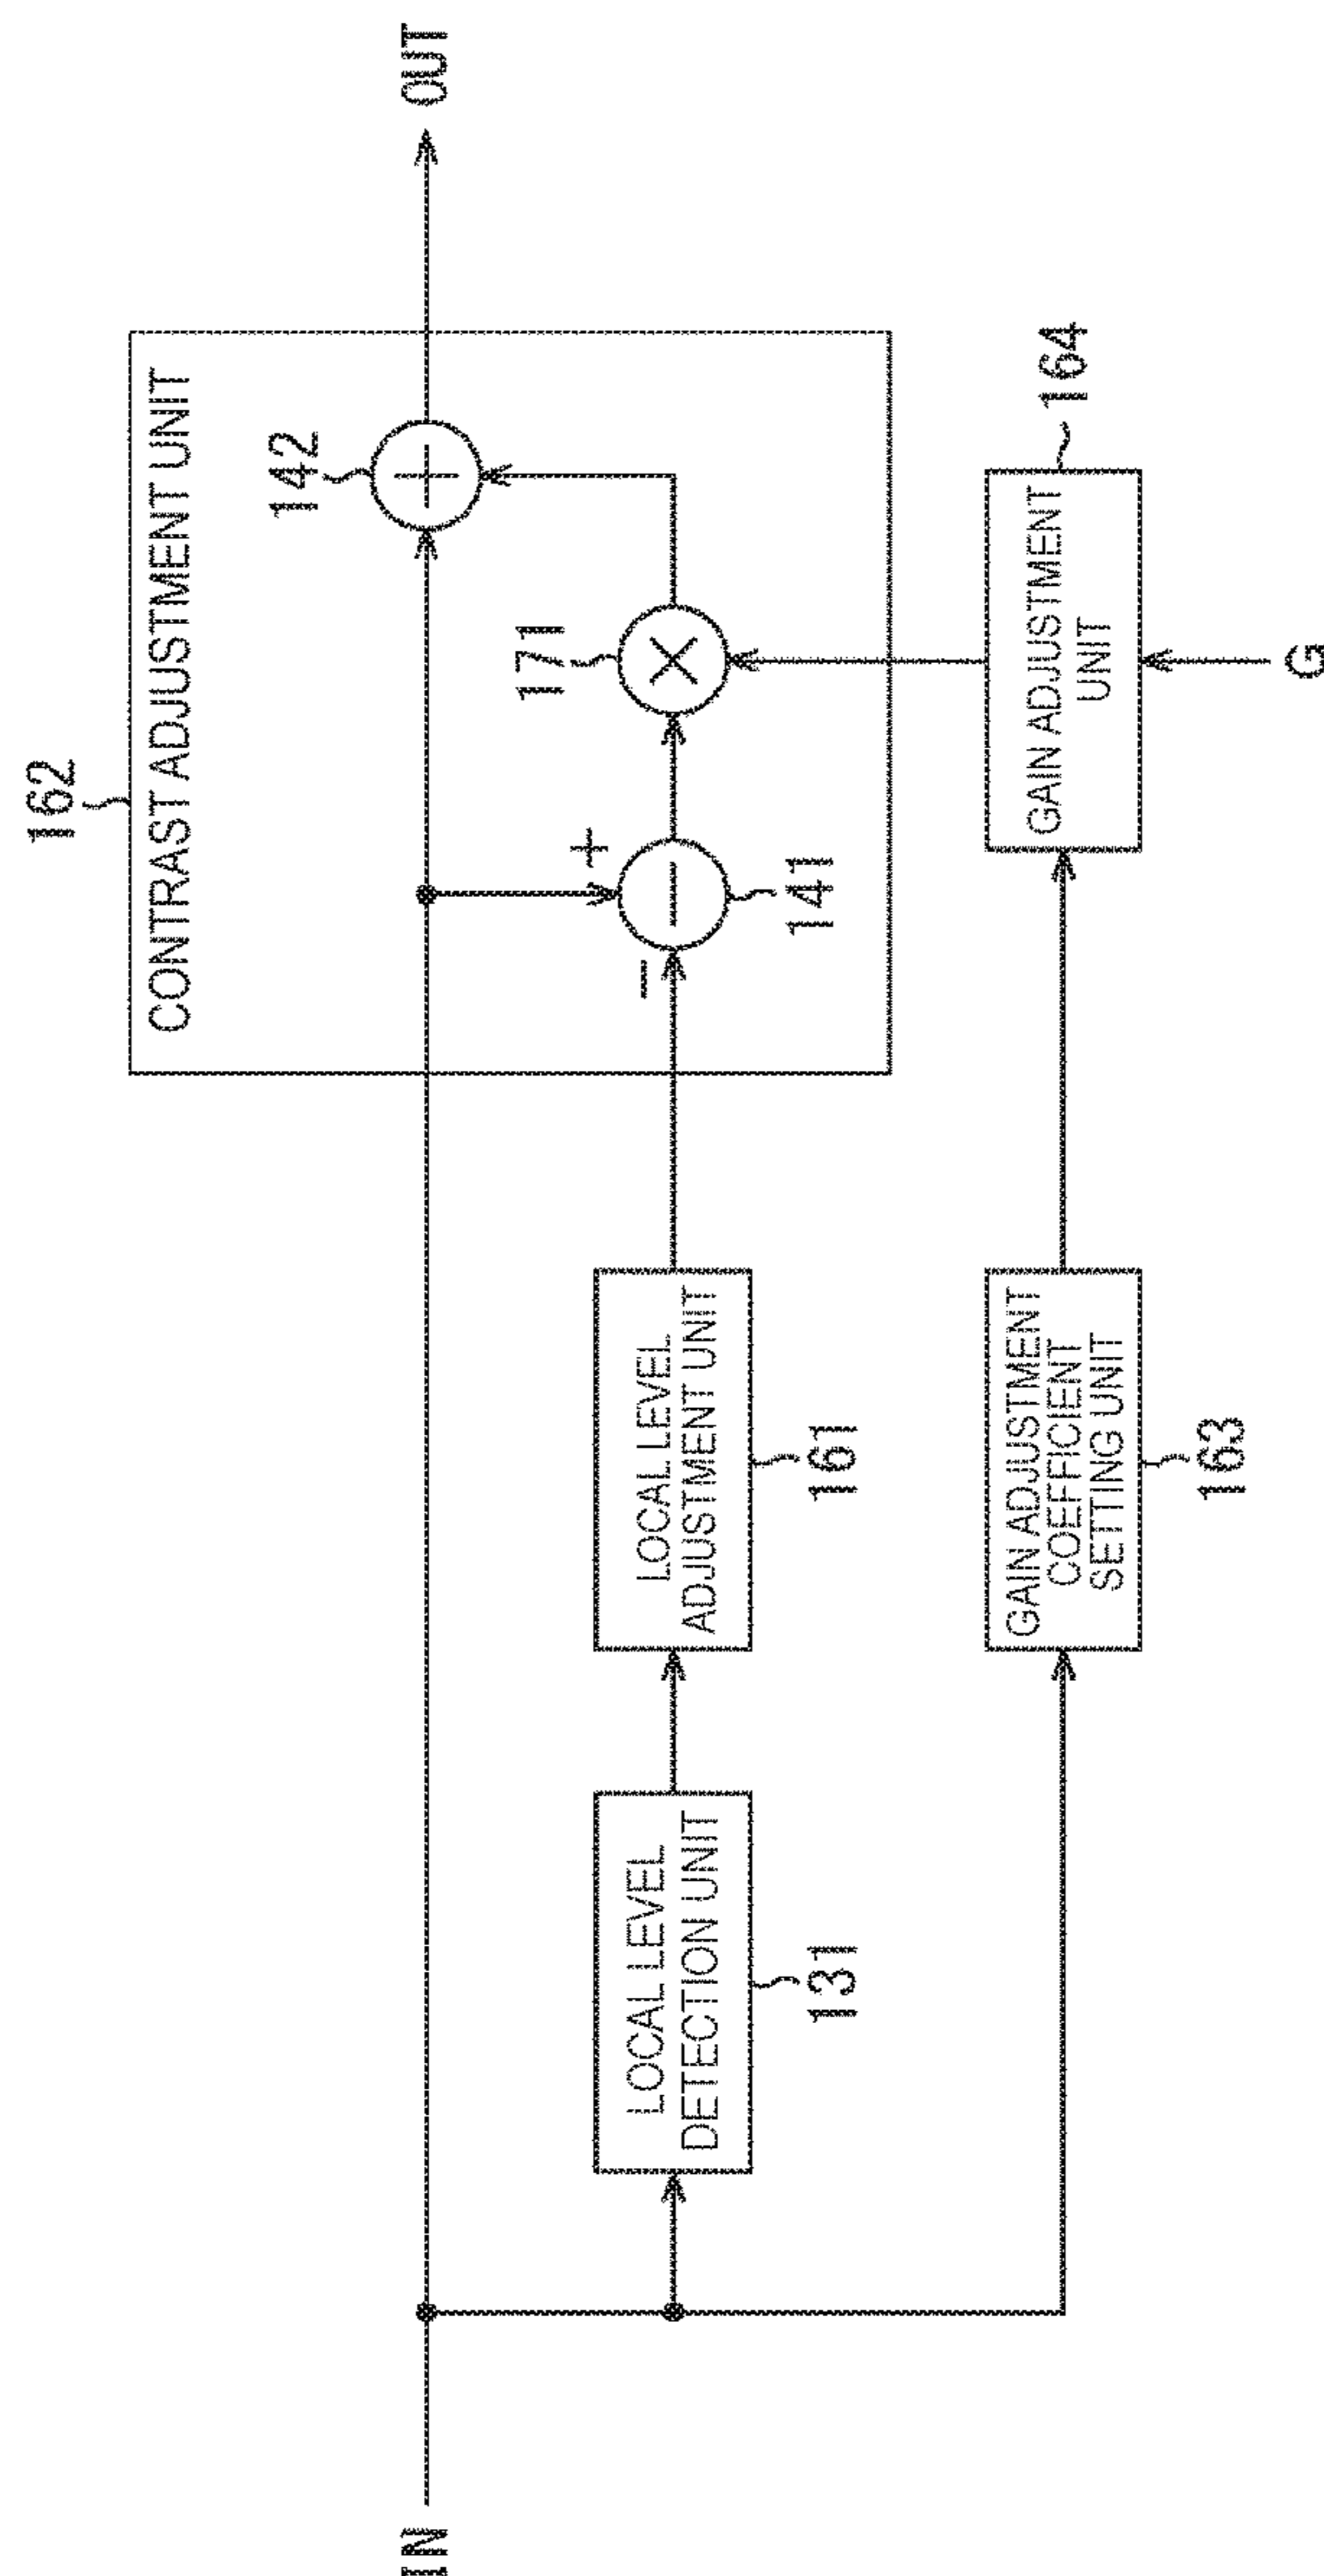 162
CONTRAST ADJUSTMENT UNIT
142
IN
OUT
171
+
−
141
LOCAL LEVEL
DETECTION UNIT
131
LOCAL LEVEL
ADJUSTMENT UNIT
161
GAIN ADJUSTMENT
COEFFICIENT
SETTING UNIT
163
GAIN ADJUSTMENT
UNIT
164
G